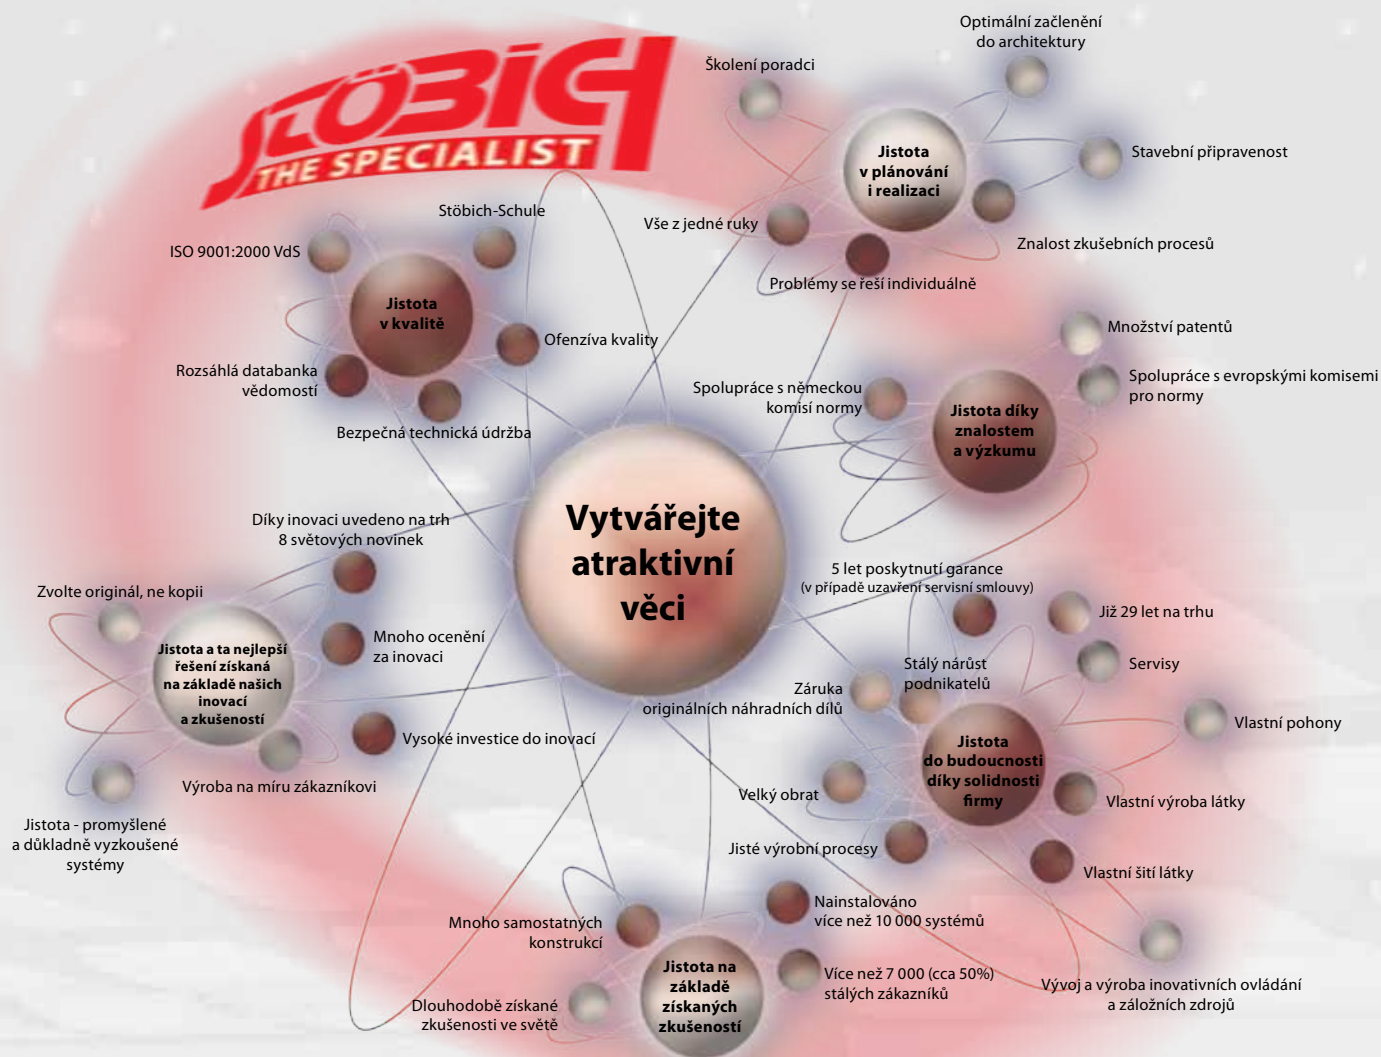 STÖBICH
THE SPECIALIST
Optimální začlenění
do architektury
Školení poradci
Jistota
v plánování
i realizaci
Stavební připravenost
Vše z jedné ruky
Znalost zkušebních procesů
Problémy se řeší individuálně
Stöbich-Schule
ISO 9001:2000 VdS
Jistota
v kvalitě
Ofenzíva kvality
Rozsáhlá databanka
vědomostí
Bezpečná technická údržba
Množství patentů
Spolupráce s německou
komisí normy
Jistota díky
znalostem
a výzkumu
Spolupráce s evropskými komisemi
pro normy
Vytvářejte
atraktivní
věci
Díky inovaci uvedeno na trh
8 světových novinek
Zvolte originál, ne kopii
Mnoho ocenění
za inovaci
Jistota a ta nejlepší
řešení získaná
na základě našich
inovací
a zkušeností
Vysoké investice do inovací
Výroba na míru zákazníkovi
Jistota - promyšlené
a důkladně vyzkoušené
systémy
5 let poskytnutí garance
(v případě uzavření servisní smlouvy)
Již 29 let na trhu
Stálý nárůst
podnikatelů
Servisy
Záruka
originálních náhradních dílů
Vlastní pohony
Jistota
do budoucnosti
díky solidnosti
firmy
Velký obrat
Vlastní výroba látky
Jisté výrobní procesy
Vlastní šití látky
Vývoj a výroba inovativních ovládání
a záložních zdrojů
Mnoho samostatných
konstrukcí
Nainstalováno
více než 10 000 systémů
Jistota na
základě
získaných
zkušeností
Více než 7 000 (cca 50%)
stálých zákazníků
Dlouhodobě získané
zkušenosti ve světě